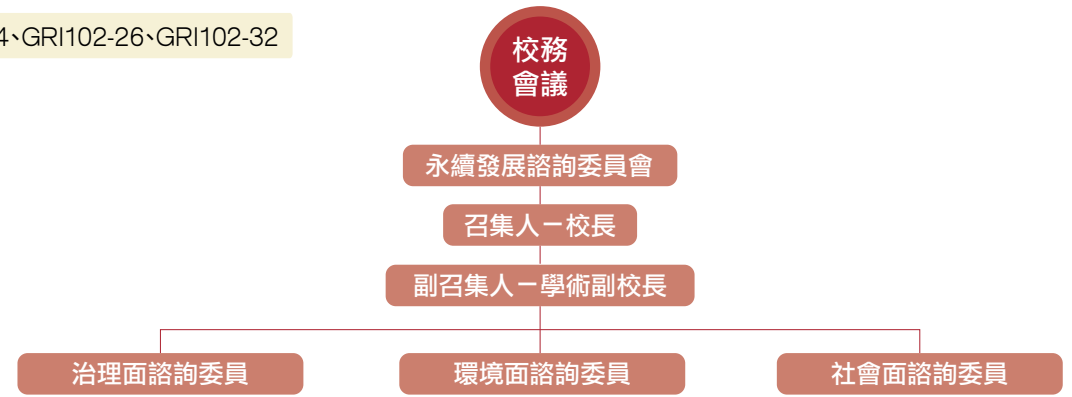 4、GRI102-26、GRI102-32
校務
會議
永續發展諮詢委員會
召集人－校長
副召集人－學術副校長
治理面諮詢委員
環境面諮詢委員
社會面諮詢委員